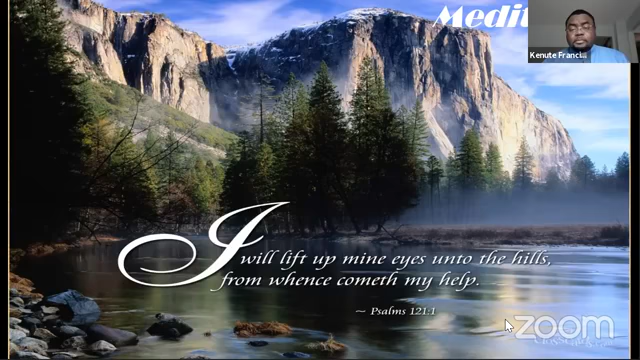 Medit
Kenute Francis
I will lift up mine eyes unto the hills,
from whence cometh my help.
~ Psalms 121:1
zoom